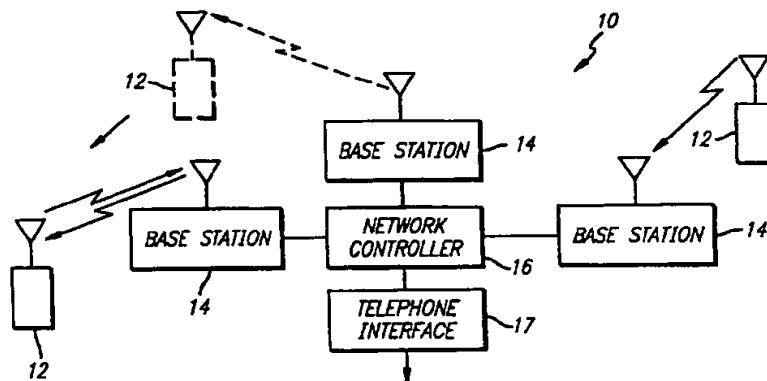 10
12
12
BASE STATION
14
BASE STATION
14
NETWORK
CONTROLLER
16
BASE STATION
14
TELEPHONE
INTERFACE
17
12